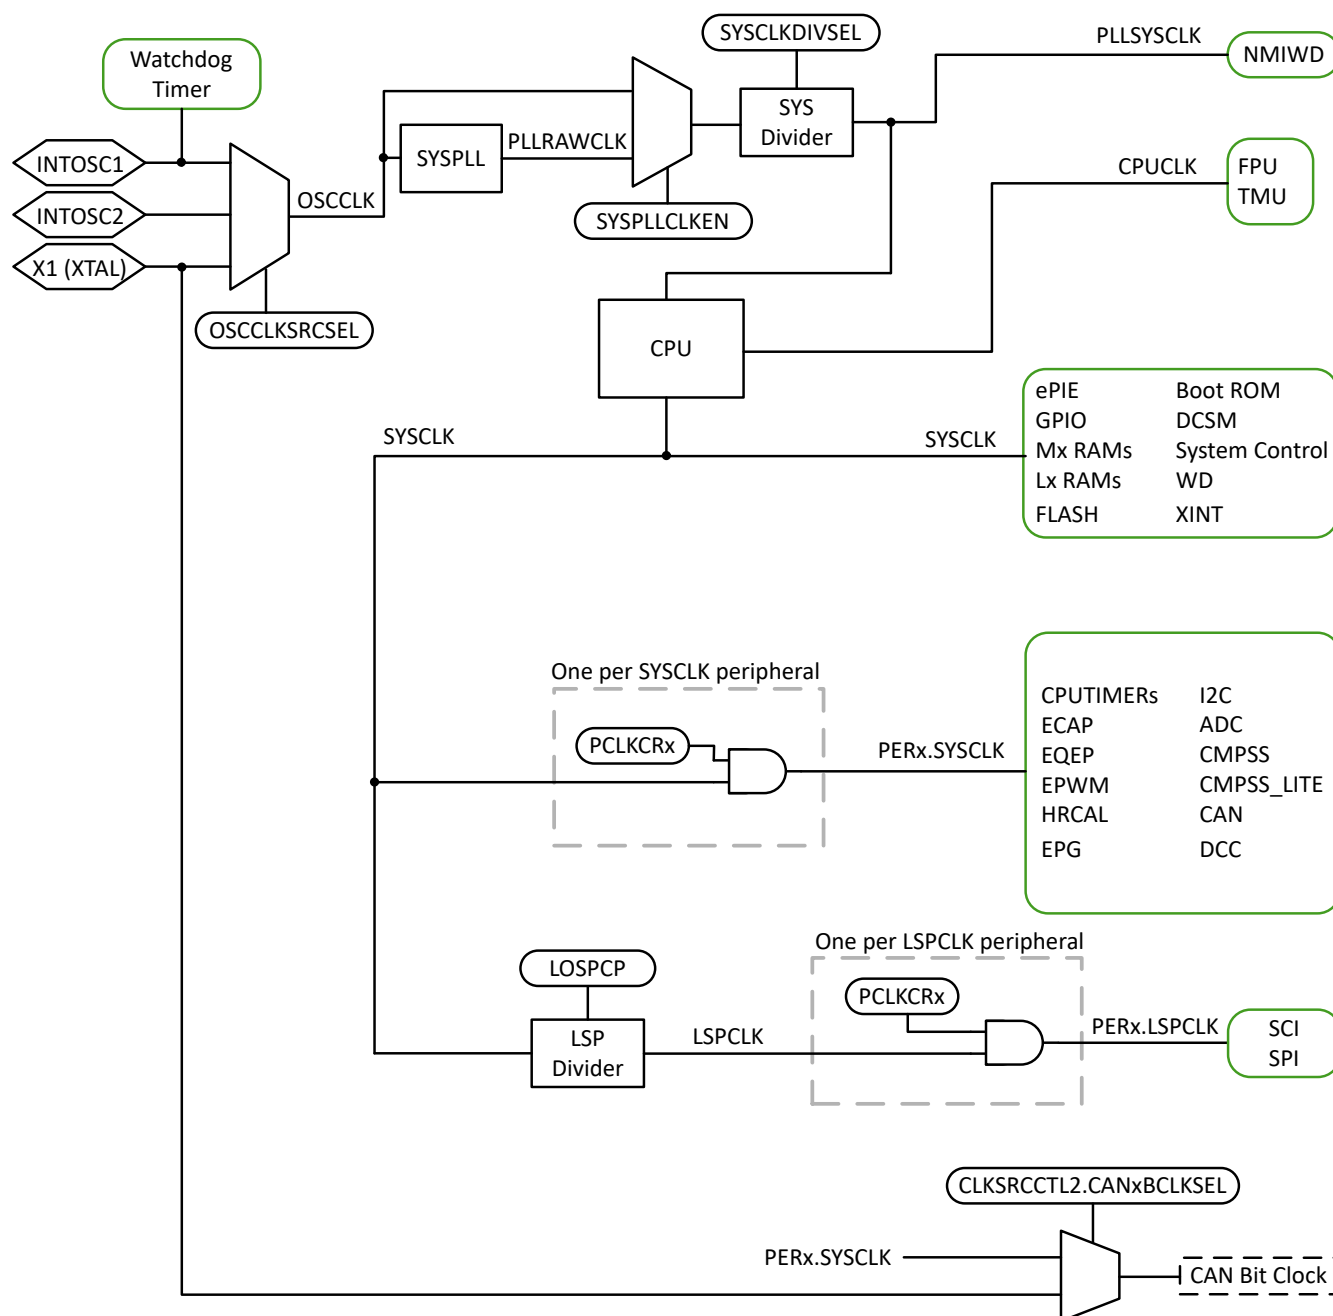 SYSCLKDIVSEL
PLLSYSCLK
NMIWD
Watchdog
Timer
SYS
Divider
SYSPLL
PLLRAWCLK
INTOSC1
OSCCLK
CPUCLK
FPU
TMU
INTOSC2
SYSPLLCLKEN
X1 (XTAL)
OSCCLKSRCSEL
CPU
ePIE
Boot ROM
GPIO
DCSM
SYSCLK
SYSCLK
Mx RAMs
System Control
Lx RAMs
WD
FLASH
XINT
One per SYSCLK peripheral
PCLKCRx
PERx.SYSCLK
CPUTIMERs
I2C
ECAP
ADC
EQEP
CMPSS
EPWM
CMPSS_LITE
HRCAL
CAN
EPG
DCC
One per LSPCLK peripheral
LOSPCP
PCLKCRx
LSP
Divider
LSPCLK
PERx.LSPCLK
SCI
SPI
CLKSRCCTL2.CANxBCLKSEL
PERx.SYSCLK
CAN Bit Clock